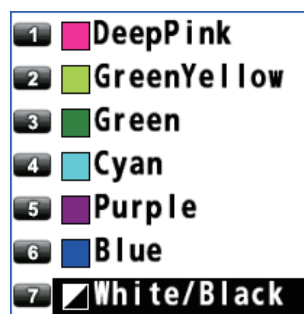 1 DeepPink
2 GreenYellow
3 Green
4 Cyan
5 Purple
6 Blue
7 White/Black